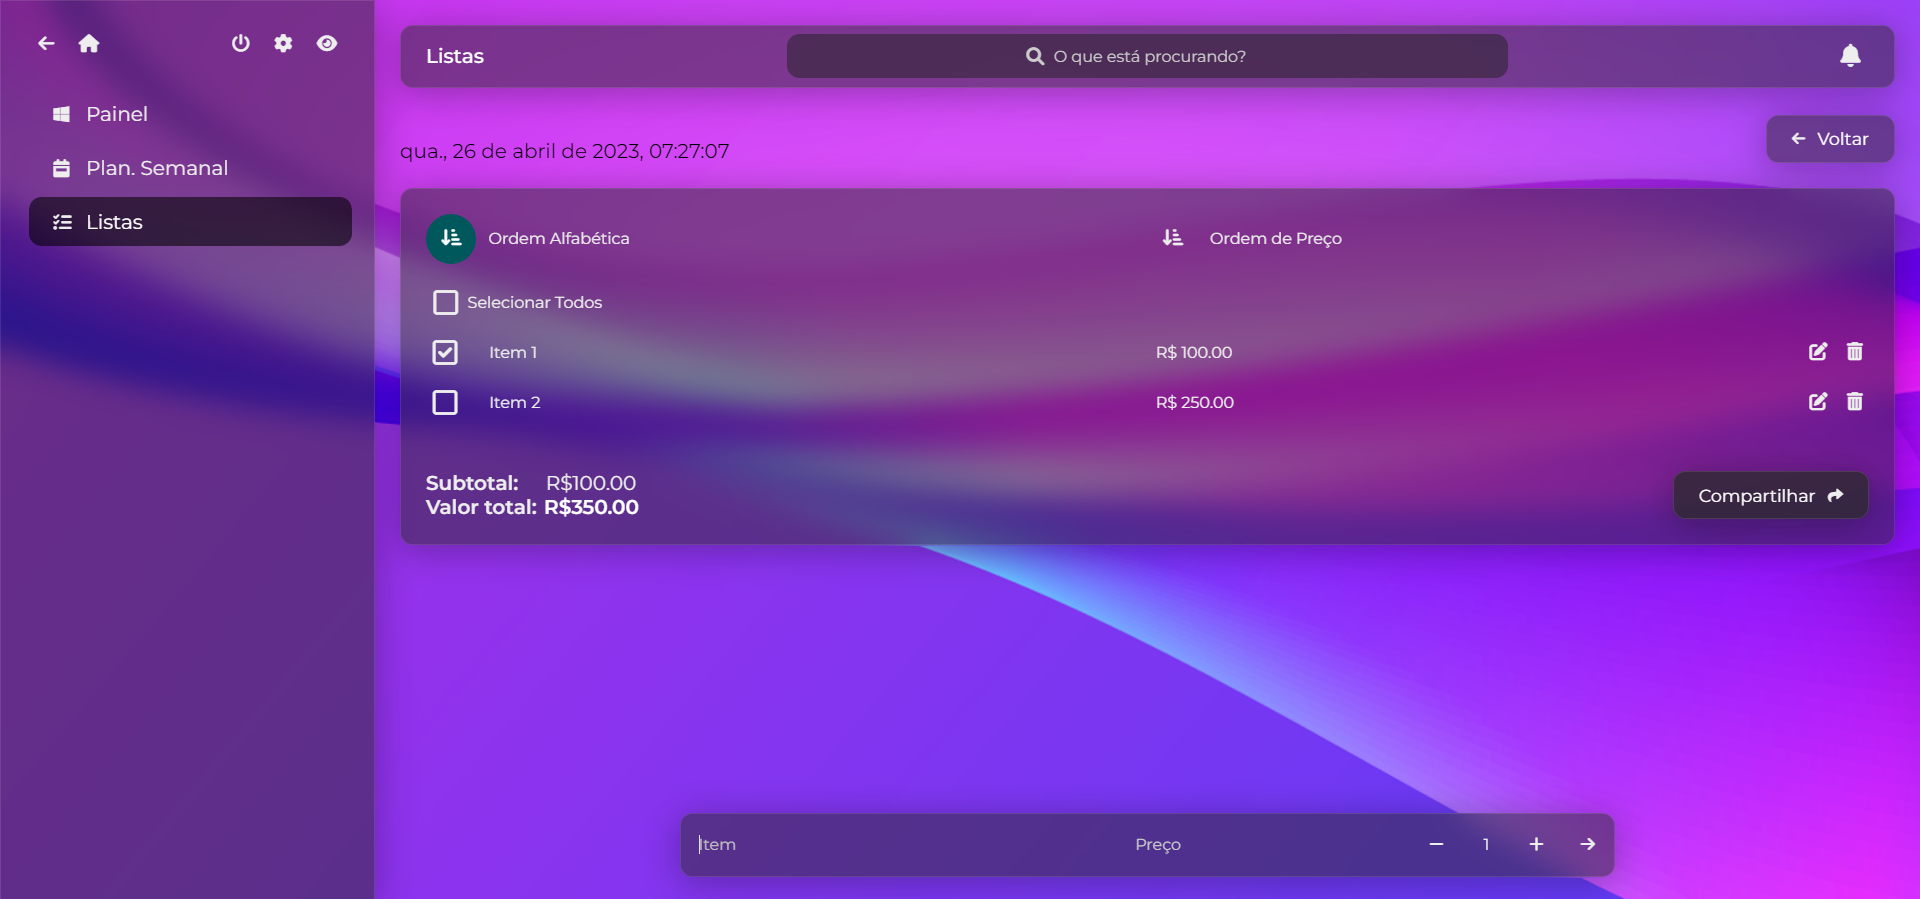 Painel
Plan. Semanal
Listas
Listas
O que está procurando?
qua., 26 de abril de 2023, 07:27:07
Voltar
Ordem Alfabética
Ordem de Preço
Selecionar Todos
Item 1 R$ 100.00
Item 2 R$ 250.00
Subtotal: R$100.00
Valor total: R$350.00
Compartilhar
Item Preço 1